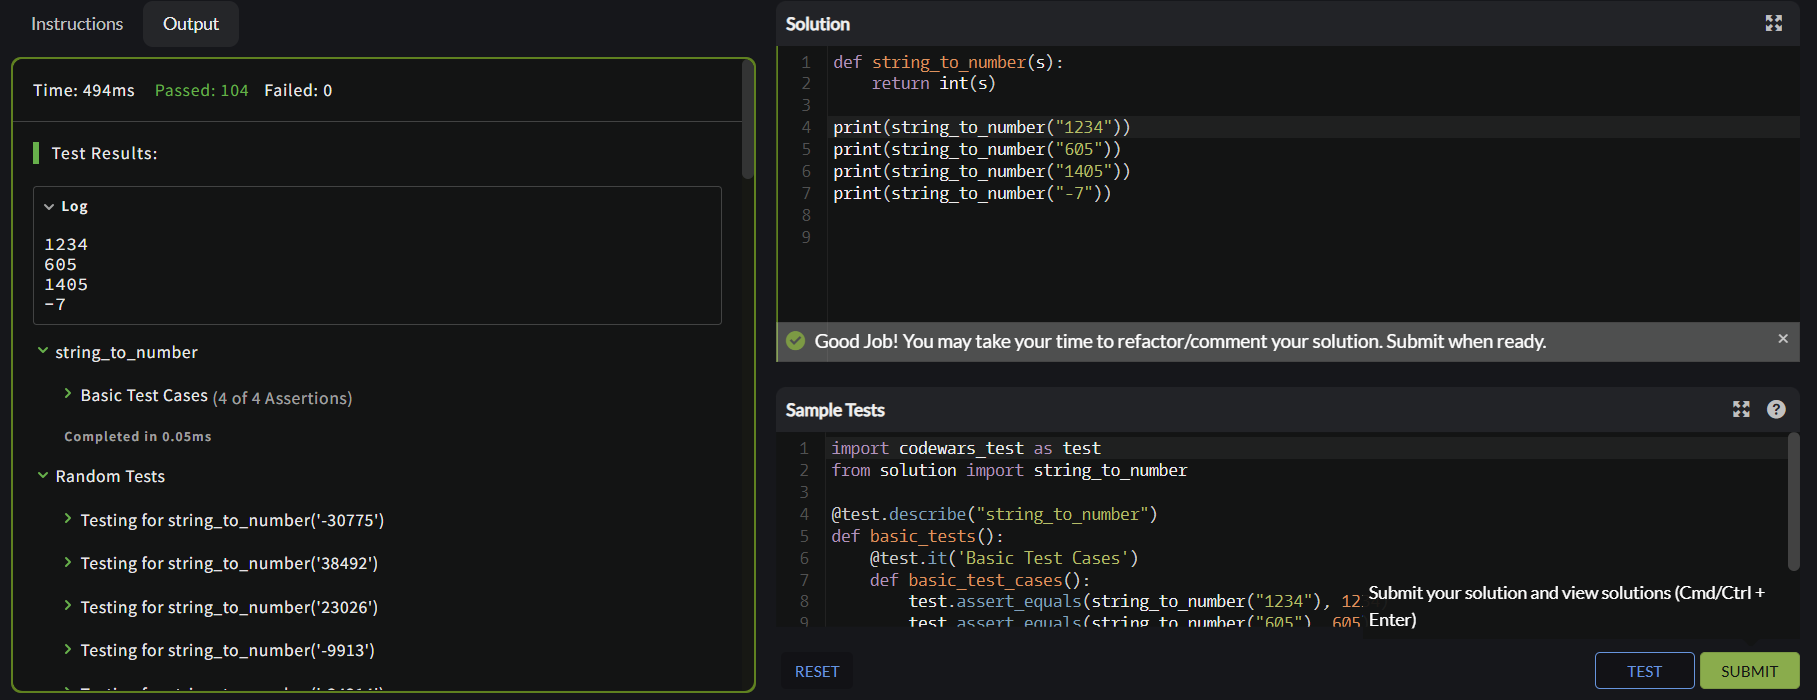 Instructions
Output
Time: 494ms Passed: 104 Failed: 0
Test Results:
Log
1234
605
1405
-7
string_to_number
Basic Test Cases (4 of 4 Assertions)
Completed in 0.05ms
Random Tests
Testing for string_to_number('-30775')
Testing for string_to_number('38492')
Testing for string_to_number('23026')
Testing for string_to_number('-9913')
Solution
1 def string_to_number(s):
2     return int(s)
3
4 print(string_to_number("1234"))
5 print(string_to_number("605"))
6 print(string_to_number("1405"))
7 print(string_to_number("-7"))
8
9
Good Job! You may take your time to refactor/comment your solution. Submit when ready.
Sample Tests
1 import codewars_test as test
2 from solution import string_to_number
3
4 @test.describe("string_to_number")
5 def basic_tests():
6     @test.it('Basic Test Cases')
7     def basic_test_cases():
8         test.assert_equals(string_to_number("1234"), 12
9         test.assert_equals(string_to_number("605"), 605
Submit your solution and view solutions (Cmd/Ctrl +
Enter)
RESET
TEST
SUBMIT